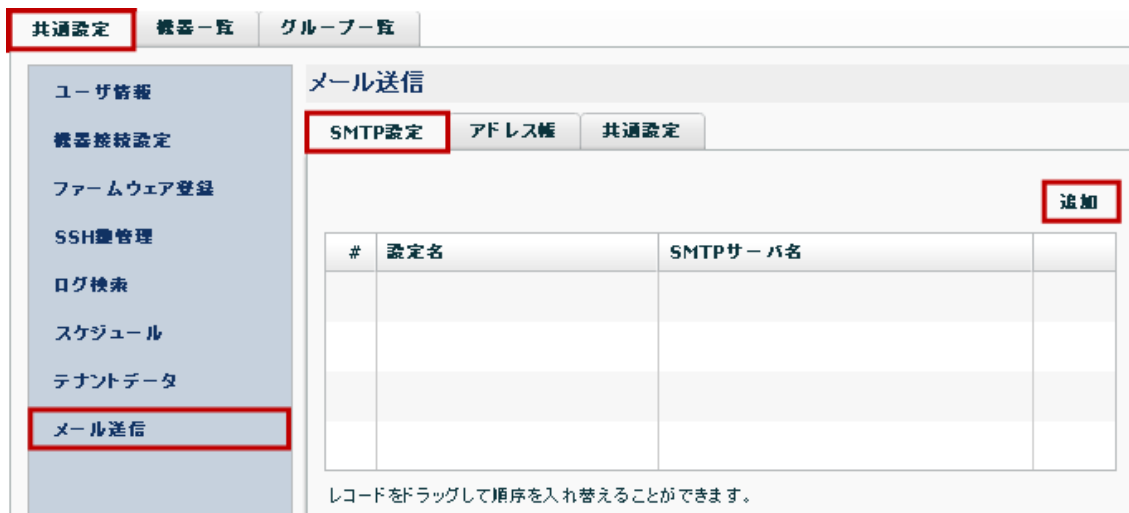 共通設定 機器一覧 グループ一覧
ユーザ情報
機器接続設定
ファームウェア登録
SSH鍵管理
ログ検索
スケジュール
テナントデータ
メール送信
メール送信
SMTP設定 アドレス帳 共通設定
追加
# 設定名 SMTPサーバ名
レコードをドラッグして順序を入れ替えることができます。